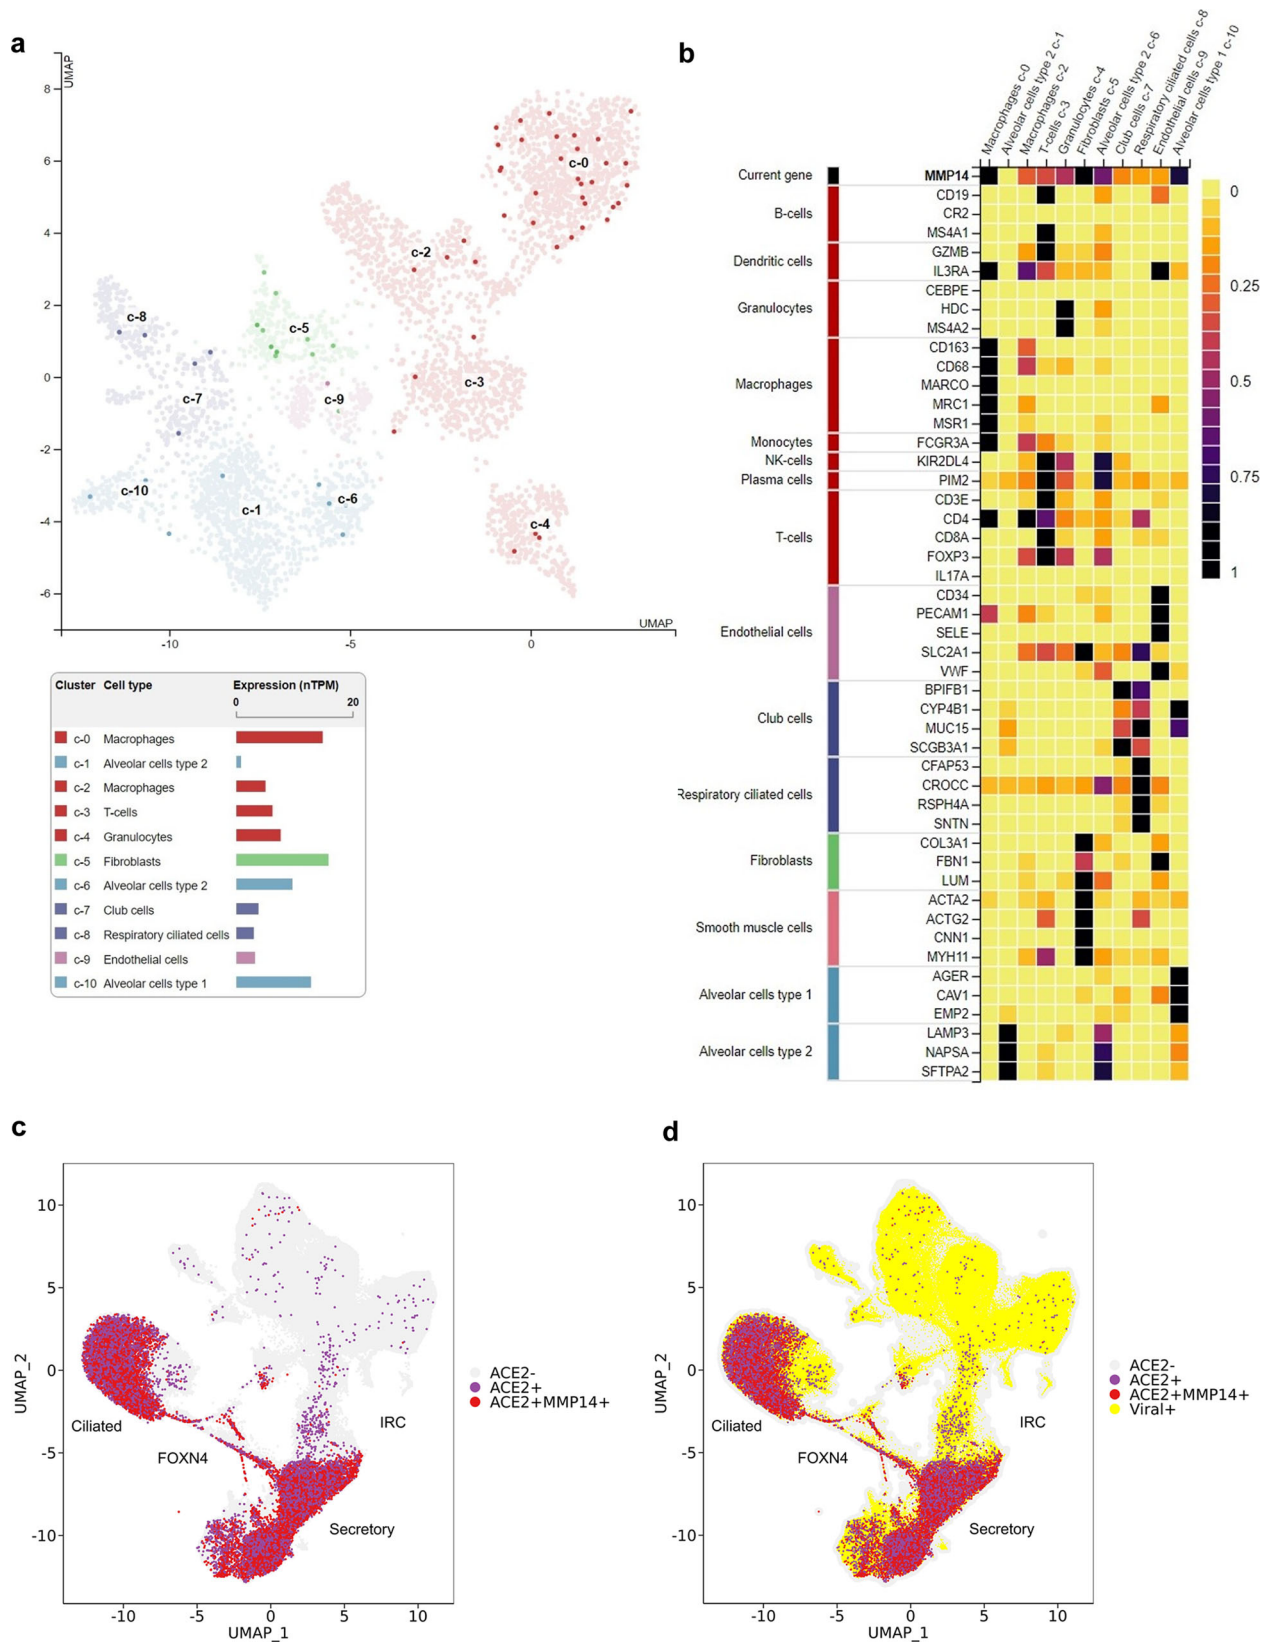 a
UMAP
8
6
4
2
0
-2
-4
-6
-10
-5
0
UMAP
c-0
c-2
c-8
c-5
c-3
c-7
c-9
c-10
c-1
c-6
c-4
Cluster Cell type Expression (nTPM)
0 20
c-0 Macrophages
c-1 Alveolar cells type 2
c-2 Macrophages
c-3 T-cells
c-4 Granulocytes
c-5 Fibroblasts
c-6 Alveolar cells type 2
c-7 Club cells
c-8 Respiratory ciliated cells
c-9 Endothelial cells
c-10 Alveolar cells type 1
b
Macrophages c-0
Alveolar cells type 2 c-1
Macrophages c-2
T-cells c-3
Granulocytes c-4
Fibroblasts c-5
Alveolar cells type 2 c-6
Club cells c-7
Respiratory ciliated cells c-8
Endothelial cells c-9
Alveolar cells type 1 c-10
Current gene MMP14
CD19
B-cells CR2
MS4A1
GZMB
Dendritic cells
IL3RA
CEBPE
Granulocytes HDC
MS4A2
CD163
CD68
Macrophages MARCO
MRC1
MSR1
Monocytes FCGR3A
NK-cells KIR2DL4
Plasma cells PIM2
CD3E
CD4
T-cells CD8A
FOXP3
IL17A
CD34
PECAM1
Endothelial cells SELE
SLC2A1
VWF
BPIFB1
CYP4B1
Club cells
MUC15
SCGB3A1
CFAP53
CROCC
Respiratory ciliated cells
RSPH4A
SNTN
COL3A1
Fibroblasts FBN1
LUM
ACTA2
ACTG2
Smooth muscle cells
CNN1
MYH11
AGER
Alveolar cells type 1 CAV1
EMP2
LAMP3
Alveolar cells type 2 NAPSA
SFTPA2
0
0.25
0.5
0.75
1
c
10
5
0
-5
-10
UMAP_2
-10 -5 0 5 10
UMAP_1
Ciliated
FOXN4
IRC
Secretory
ACE2-
ACE2+
ACE2+MMP14+
d
10
5
0
-5
-10
UMAP_2
-10 -5 0 5 10
UMAP_1
Ciliated
FOXN4
IRC
Secretory
ACE2-
ACE2+
ACE2+MMP14+
Viral+